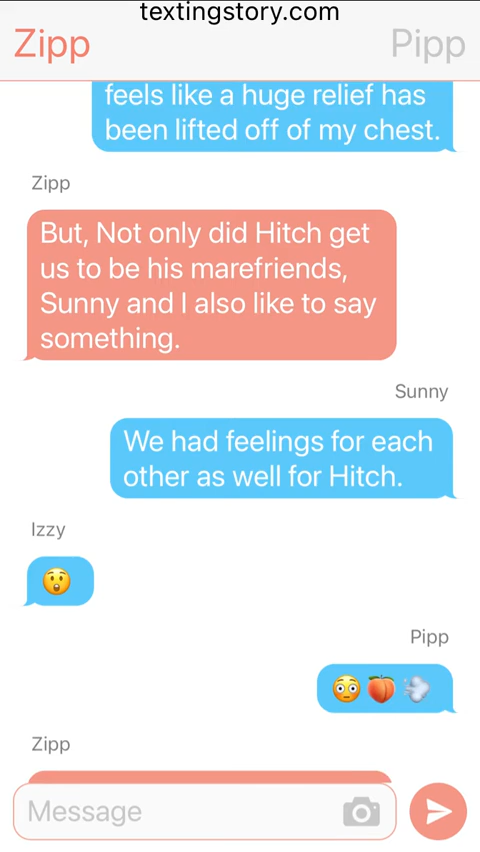 textingstory.com
Zipp
Pipp
feels like a huge relief has
been lifted off of my chest.
Zipp
But, Not only did Hitch get
us to be his marefriends,
Sunny and I also like to say
something.
Sunny
We had feelings for each
other as well for Hitch.
Izzy
😲
Pipp
😳🍑💨
Zipp
Message